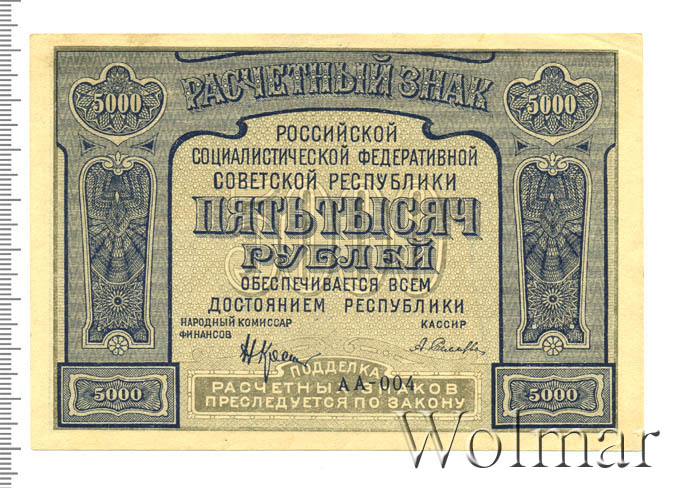 РАСЧЕТНЫЙ ЗНАК
5000 5000
РОССИЙСКОЙ
СОЦИАЛИСТИЧЕСКОЙ ФЕДЕРАТИВНОЙ
СОВЕТСКОЙ РЕСПУБЛИКИ
ПЯТЬ ТЫСЯЧ
РУБЛЕЙ
ОБЕСПЕЧИВАЕТСЯ ВСЕМ
ДОСТОЯНИЕМ РЕСПУБЛИКИ
НАРОДНЫЙ КОМИССАР
ФИНАНСОВ
КАССИР
ПОДДЕЛКА
АА-004
РАСЧЕТНЫХ ЗНАКОВ
ПРЕСЛЕДУЕТСЯ ПО ЗАКОНУ
5000 5000
Wolmar